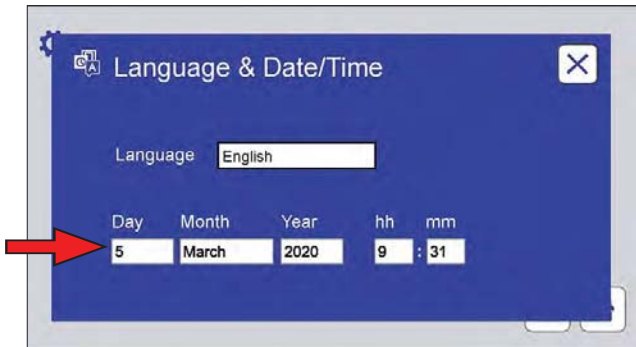 Language & Date/Time
Language English
Day Month Year hh mm
5 March 2020 9 : 31